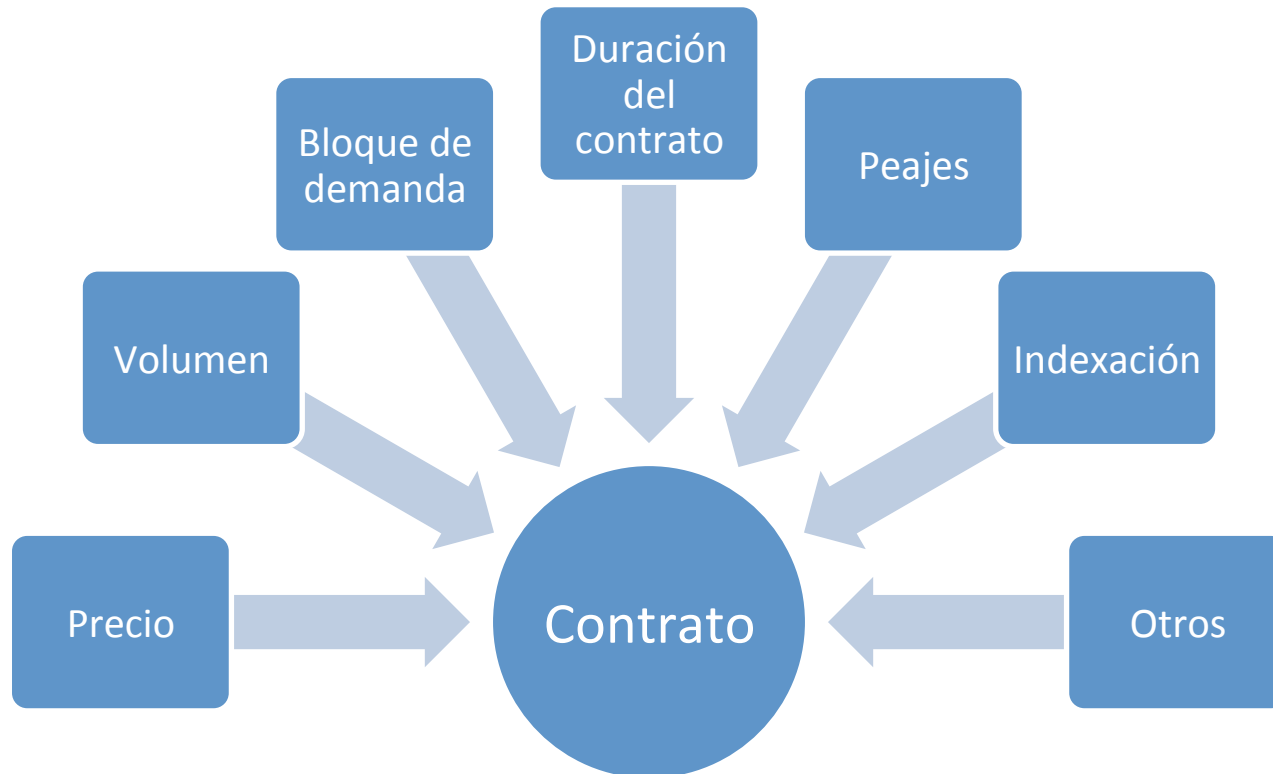 Duración
del
contrato
Bloque de
demanda
Peajes
Volumen
Indexación
Precio
Contrato
Otros